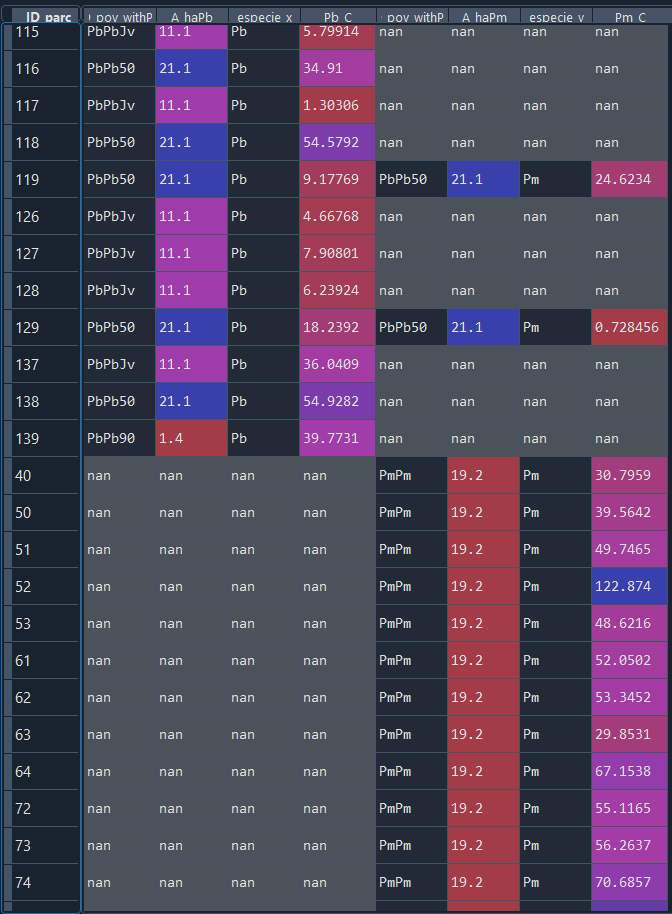 ID_parc p_pov_withP A_haPb especie_x Pb_C p_pov_withP A_haPm especie_y Pm_C
115 PbPbJv 11.1 Pb 5.79914 nan nan nan nan
116 PbPb50 21.1 Pb 34.91 nan nan nan nan
117 PbPbJv 11.1 Pb 1.30306 nan nan nan nan
118 PbPb50 21.1 Pb 54.5792 nan nan nan nan
119 PbPb50 21.1 Pb 9.17769 PbPb50 21.1 Pm 24.6234
126 PbPbJv 11.1 Pb 4.66768 nan nan nan nan
127 PbPbJv 11.1 Pb 7.90801 nan nan nan nan
128 PbPbJv 11.1 Pb 6.23924 nan nan nan nan
129 PbPb50 21.1 Pb 18.2392 PbPb50 21.1 Pm 0.728456
137 PbPbJv 11.1 Pb 36.0409 nan nan nan nan
138 PbPb50 21.1 Pb 54.9282 nan nan nan nan
139 PbPb90 1.4 Pb 39.7731 nan nan nan nan
40 nan nan nan nan PmPm 19.2 Pm 30.7959
50 nan nan nan nan PmPm 19.2 Pm 39.5642
51 nan nan nan nan PmPm 19.2 Pm 49.7465
52 nan nan nan nan PmPm 19.2 Pm 122.874
53 nan nan nan nan PmPm 19.2 Pm 48.6216
61 nan nan nan nan PmPm 19.2 Pm 52.0502
62 nan nan nan nan PmPm 19.2 Pm 53.3452
63 nan nan nan nan PmPm 19.2 Pm 29.8531
64 nan nan nan nan PmPm 19.2 Pm 67.1538
72 nan nan nan nan PmPm 19.2 Pm 55.1165
73 nan nan nan nan PmPm 19.2 Pm 56.2637
74 nan nan nan nan PmPm 19.2 Pm 70.6857